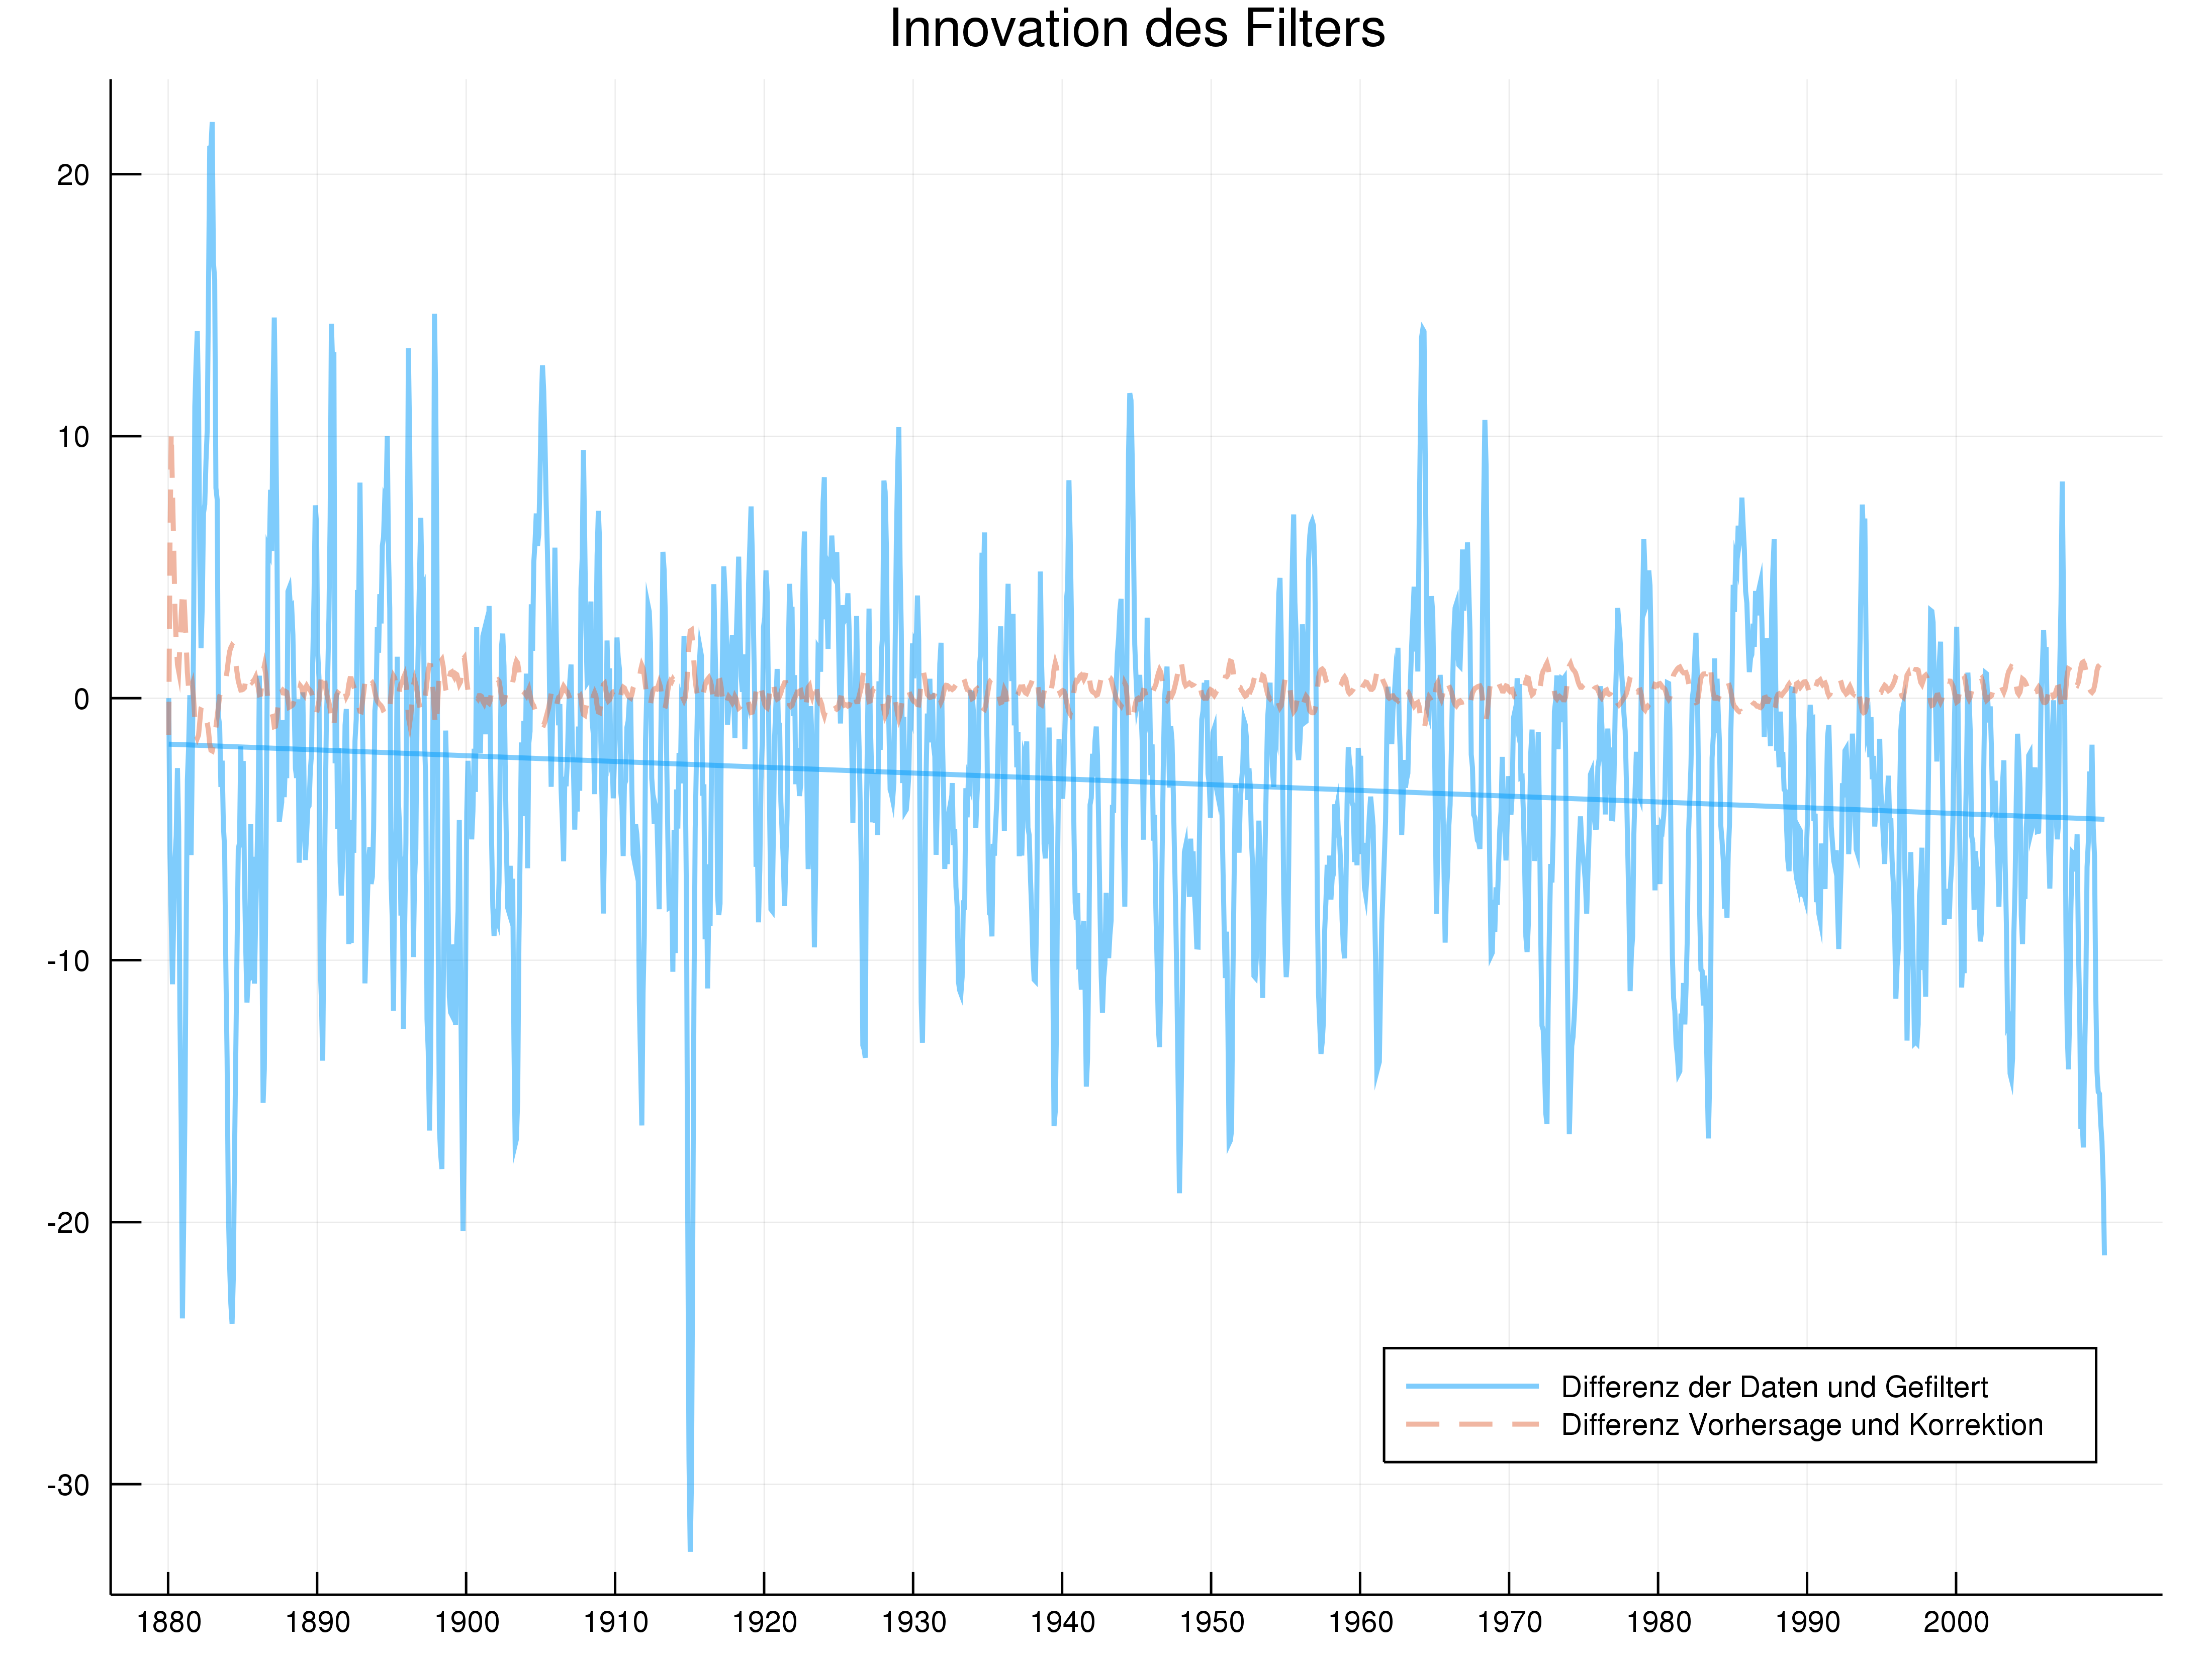 Innovation des Filters
20
10
0
-10
-20
-30
Differenz der Daten und Gefiltert
Differenz Vorhersage und Korrektion
1880 1890 1900 1910 1920 1930 1940 1950 1960 1970 1980 1990 2000